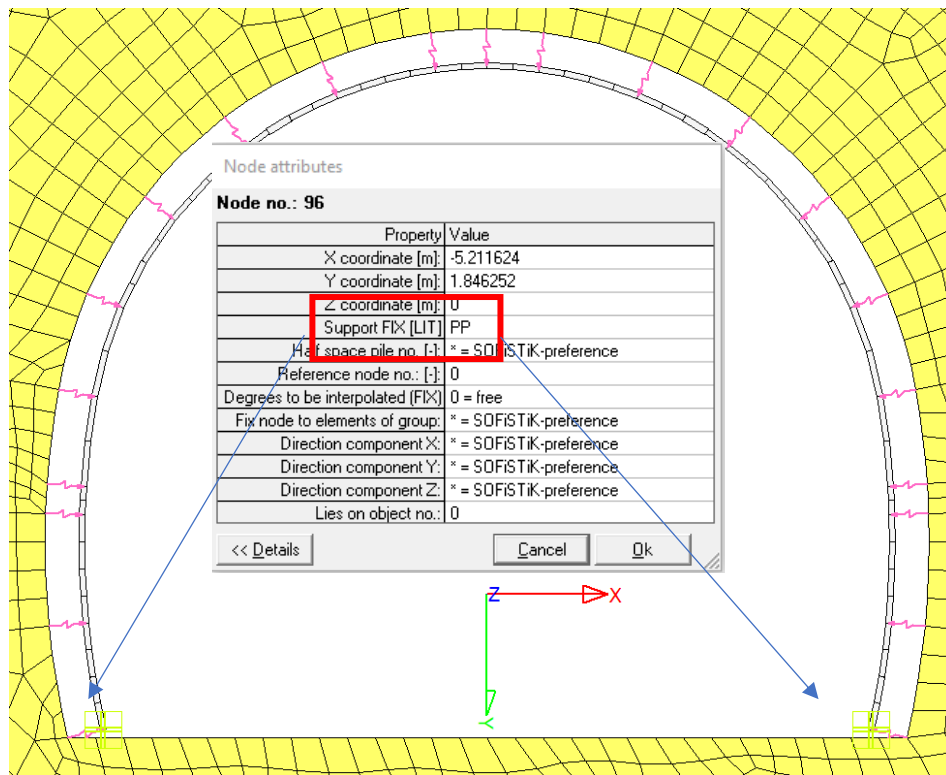 Node attributes
Node no.: 96
Property Value
X coordinate [m]: -5.211624
Y coordinate [m]: 1.846252
Z coordinate [m]: 0
Support FIX [LIT] PP
Half space pile no. [-]: * = SOFiSTiK-preference
Reference node no.: [-]: 0
Degrees to be interpolated (FIX) 0 = free
Fix node to elements of group: * = SOFiSTiK-preference
Direction component X: * = SOFiSTiK-preference
Direction component Y: * = SOFiSTiK-preference
Direction component Z: * = SOFiSTiK-preference
Lies on object no.: 0
<< Details Cancel Ok
Z X
Y